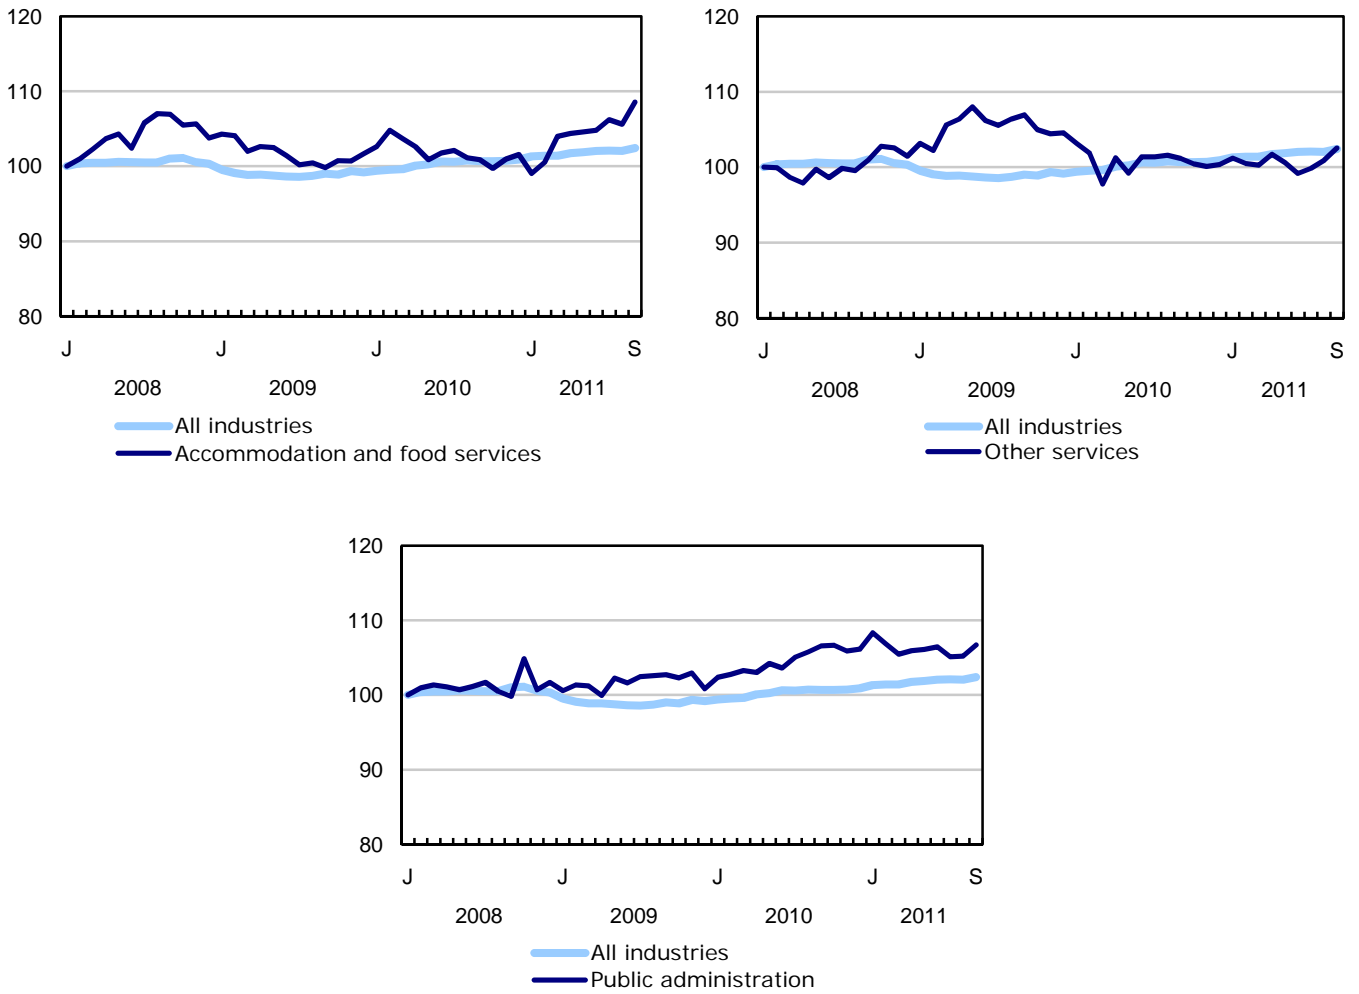 120
110
100
90
80
J J J J S
2008 2009 2010 2011
All industries
Accommodation and food services
120
110
100
90
80
J J J J S
2008 2009 2010 2011
All industries
Other services
120
110
100
90
80
J J J J S
2008 2009 2010 2011
All industries
Public administration